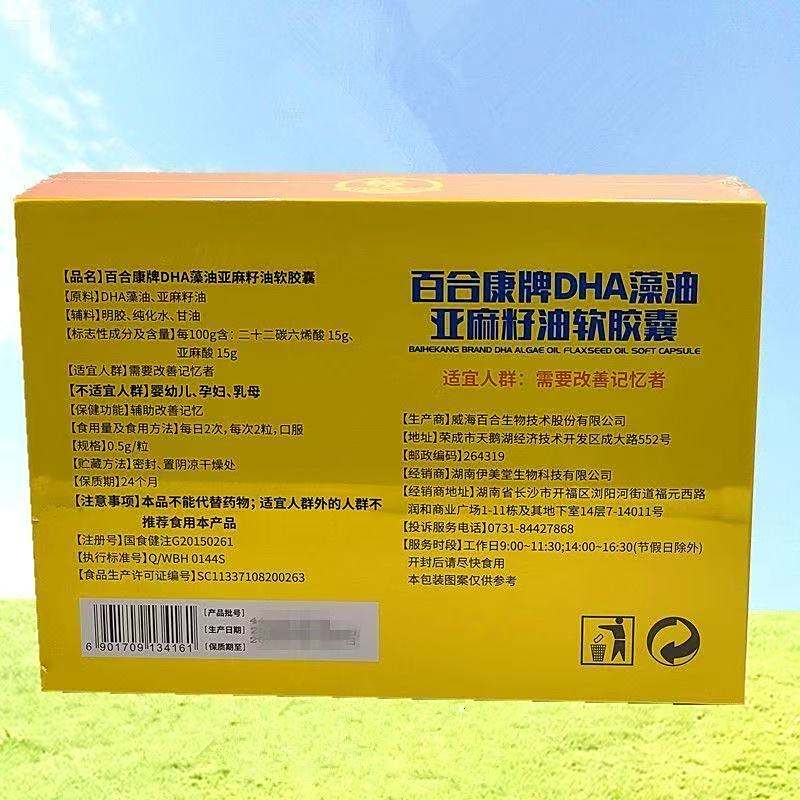 【品名】百合康牌DHA藻油亚麻籽油软胶囊
【原料】DHA藻油、亚麻籽油
【辅料】明胶、纯化水、甘油
【标志性成分及含量】每100g含：二十二碳六烯酸 15g、
亚麻酸 15g
【适宜人群】需要改善记忆者
【不适宜人群】婴幼儿、孕妇、乳母
【保健功能】辅助改善记忆
【食用量及食用方法】每日2次，每次2粒，口服
【规格】0.5g/粒
【贮藏方法】密封、置阴凉干燥处
【保质期】24个月
【注意事项】本品不能代替药物；适宜人群外的人群不
推荐食用本产品
【注册号】国食健注G20150261
【执行标准号】Q/WBH 0144S
【食品生产许可证编号】SC11337108200263
6 901709 134161
【产品批号】
【生产日期】
【保质期至】
百合康牌DHA藻油
亚麻籽油软胶囊
BAIHEKANG BRAND DHA ALGAE OIL FLAXSEED OIL SOFT CAPSULE
适宜人群：需要改善记忆者
【生产商】威海百合生物技术股份有限公司
【地址】荣成市天鹅湖经济技术开发区成大路552号
【邮政编码】264319
【经销商】湖南伊美堂生物科技有限公司
【经销商地址】湖南省长沙市开福区浏阳河街道福元西路
润和商业广场1-11栋及其地下室14层7-14011号
【投诉服务电话】0731-84427868
【服务时段】工作日9:00~11:30;14:00~16:30(节假日除外)
开封后请尽快食用
本包装图案仅供参考